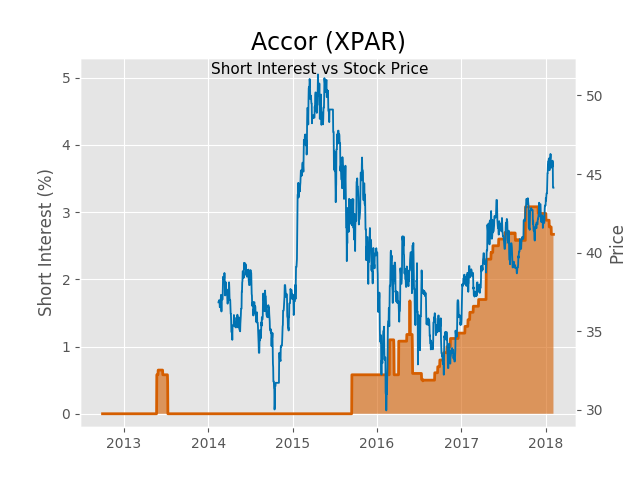 Accor (XPAR)
Short Interest vs Stock Price
5
4
3
2
1
0
Short Interest (%)
50
45
40
35
30
Price
2013 2014 2015 2016 2017 2018